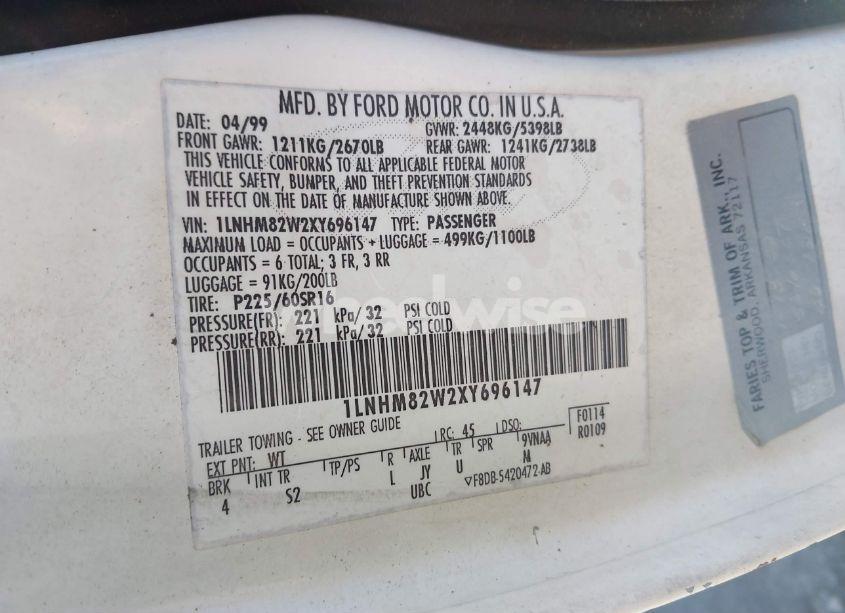 MFD. BY FORD MOTOR CO. IN U.S.A.
DATE: 04/99 GVWR: 2448KG/5398LB
FRONT GAWR: 1211KG/2670LB REAR GAWR: 1241KG/2738LB
THIS VEHICLE CONFORMS TO ALL APPLICABLE FEDERAL MOTOR
VEHICLE SAFETY, BUMPER, AND THEFT PREVENTION STANDARDS
IN EFFECT ON THE DATE OF MANUFACTURE SHOWN ABOVE.
VIN: 1LNHM82W2XY696147 TYPE: PASSENGER
MAXIMUM LOAD = OCCUPANTS + LUGGAGE = 499KG/1100LB
OCCUPANTS = 6 TOTAL; 3 FR, 3 RR
LUGGAGE = 91KG/200LB
TIRE: P225/60SR16
PRESSURE(FR): 221 kPa/ 32 PSI COLD
PRESSURE(RR): 221 kPa/ 32 PSI COLD
1LNHM82W2XY696147
TRAILER TOWING - SEE OWNER GUIDE
EXT PNT: WT RC: 45 DSO: F0114
BRK INT TR TP/PS R AXLE TR SPR 9VNAA R0109
4 S2 L JY U M
UBC F8DB-5420472-AB
FARIES TOP & TRIM OF ARK., INC.
SHERWOOD, ARKANSAS 72117